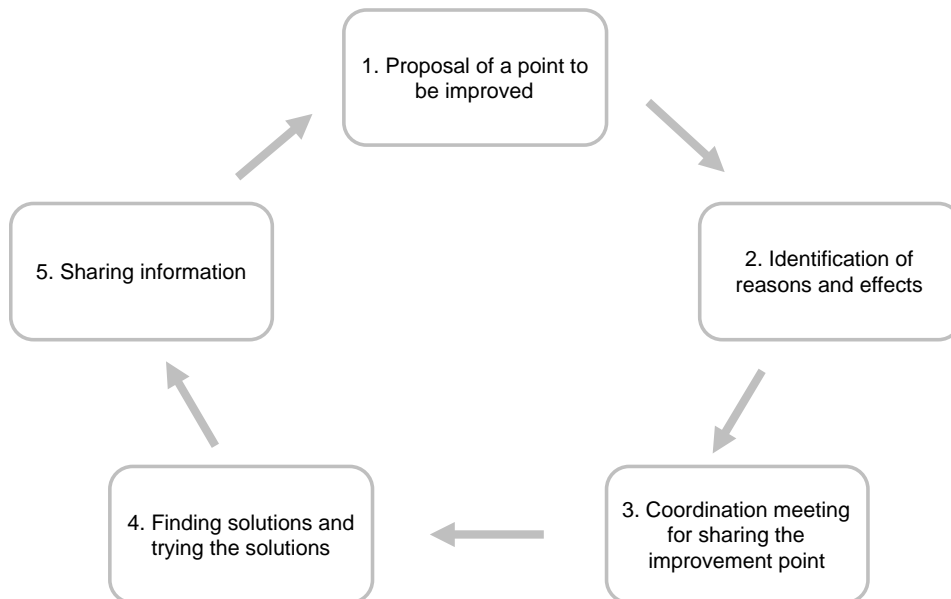 1. Proposal of a point to
be improved
2. Identification of
reasons and effects
3. Coordination meeting
for sharing the
improvement point
4. Finding solutions and
trying the solutions
5. Sharing information